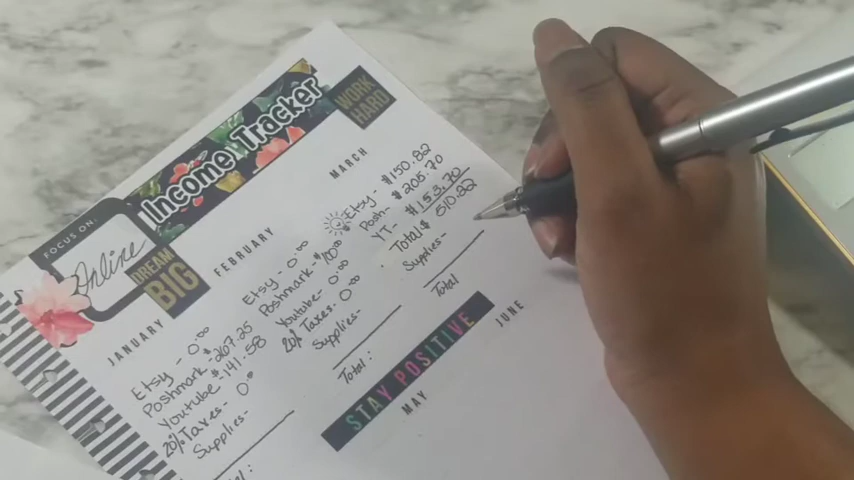 FOCUS ON:
Online
Income Tracker
WORK HARD
DREAM BIG
JANUARY
Etsy - 0.00
Poshmark - $267.25
Youtube - $141.58
20% Taxes - 0.00
Supplies -
FEBRUARY
Etsy - 0.00
Poshmark - $100.00
Youtube - 0.00
20% Taxes - 0.00
Supplies -
Total:
MARCH
Etsy - $150.82
Posh - $205.70
YT - $153.70
Total $ 510.22
Supplies -
Total
STAY POSITIVE
MAY
JUNE